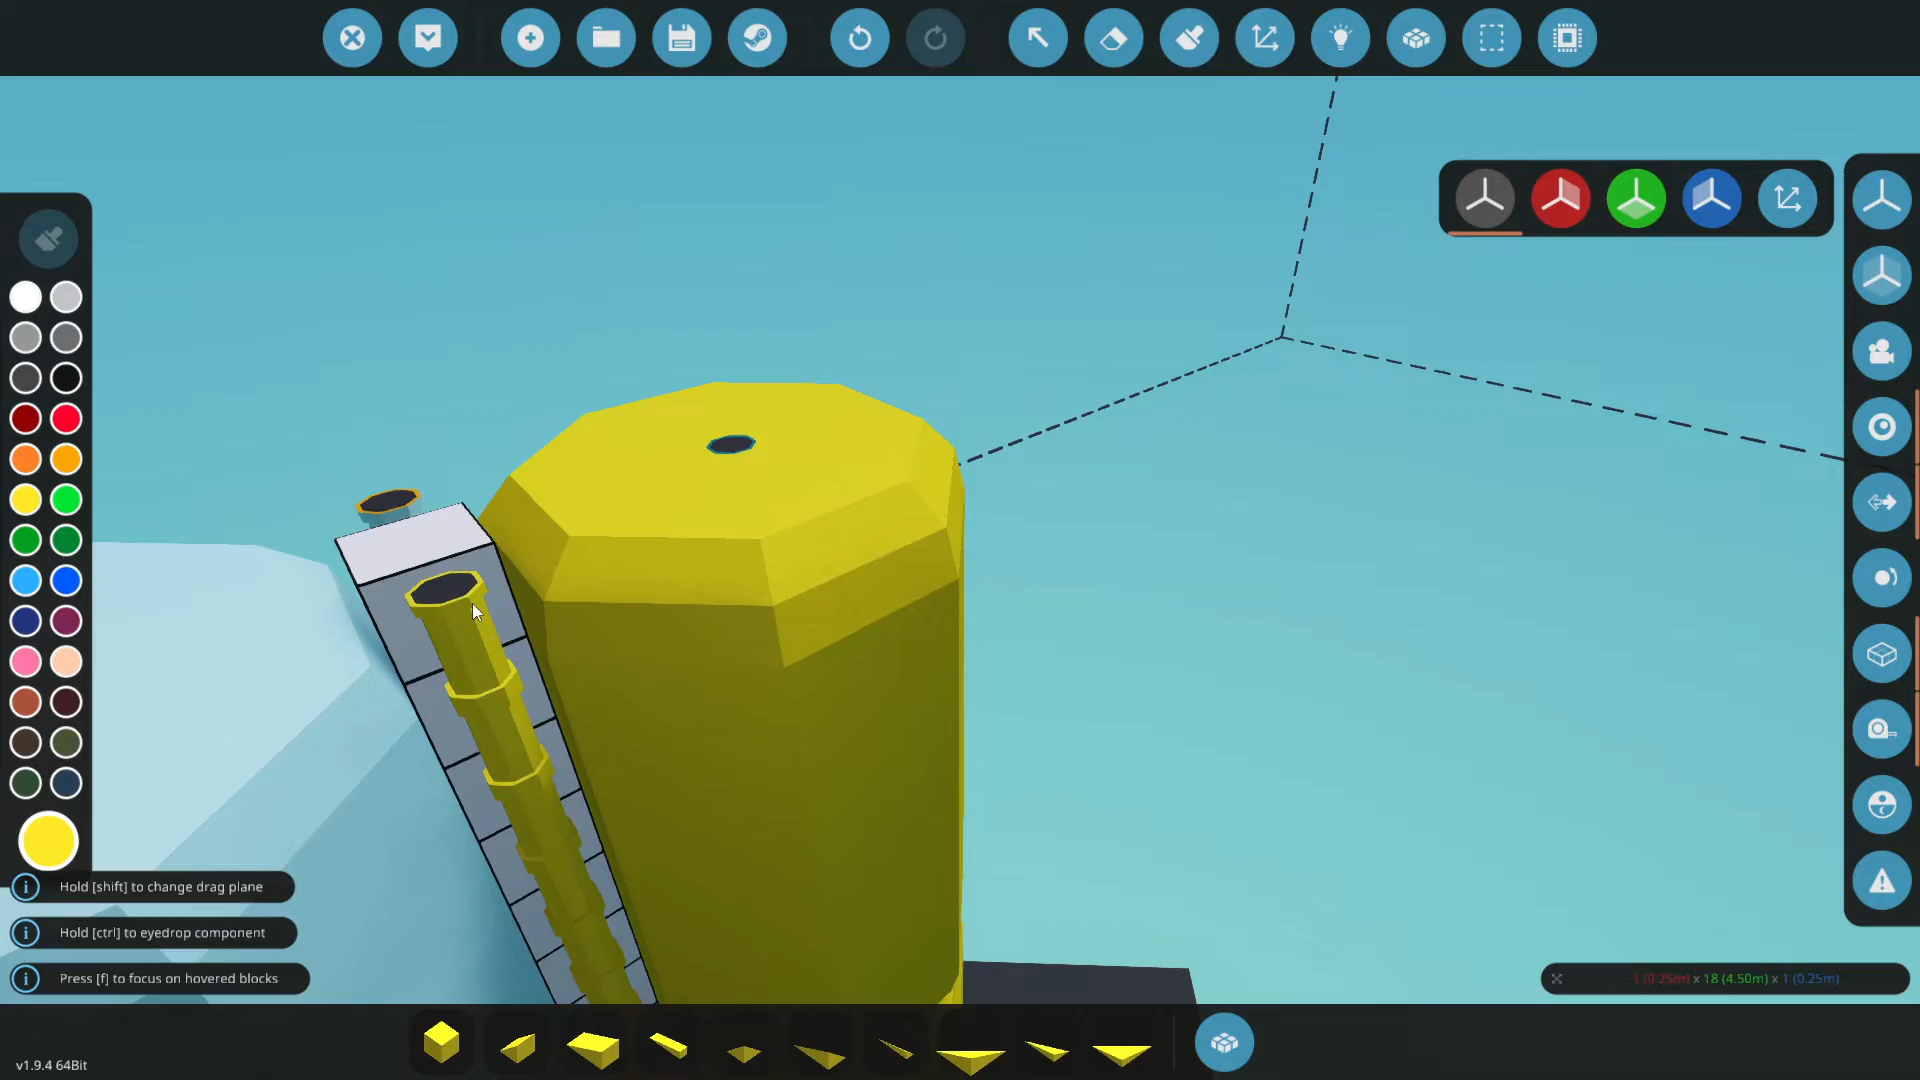 Hold [shift] to change drag plane
Hold [ctrl] to eyedrop component
Press [f] to focus on hovered blocks
1 (0.25m) x 18 (4.50m) x 1 (0.25m)
v1.9.4 64Bit